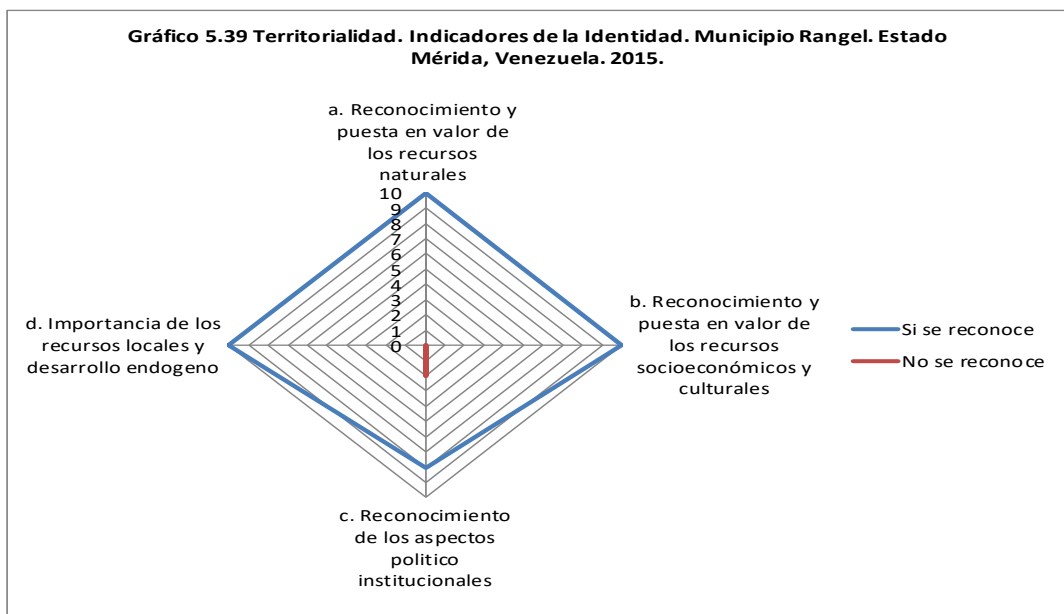 Gráfico 5.39 Territorialidad. Indicadores de la Identidad. Municipio Rangel. Estado
Mérida, Venezuela. 2015.
a. Reconocimiento y
puesta en valor de
los recursos
naturales
10
9
8
7
6
5
4
3
2
1
0
b. Reconocimiento y
puesta en valor de
los recursos
socioeconómicos y
culturales
c. Reconocimiento
de los aspectos
politico
institucionales
d. Importancia de los
recursos locales y
desarrollo endogeno
Si se reconoce
No se reconoce